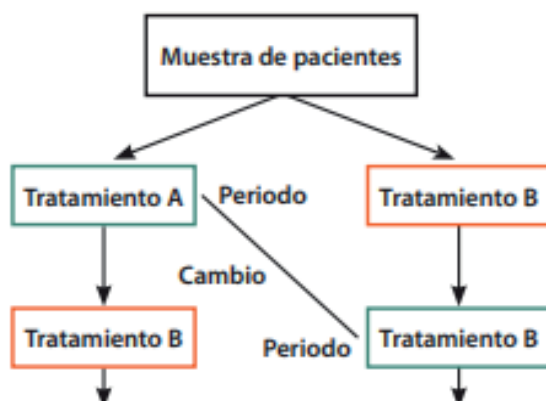 Muestra de pacientes
Tratamiento A
Periodo
Tratamiento B
Cambio
Tratamiento B
Periodo
Tratamiento B